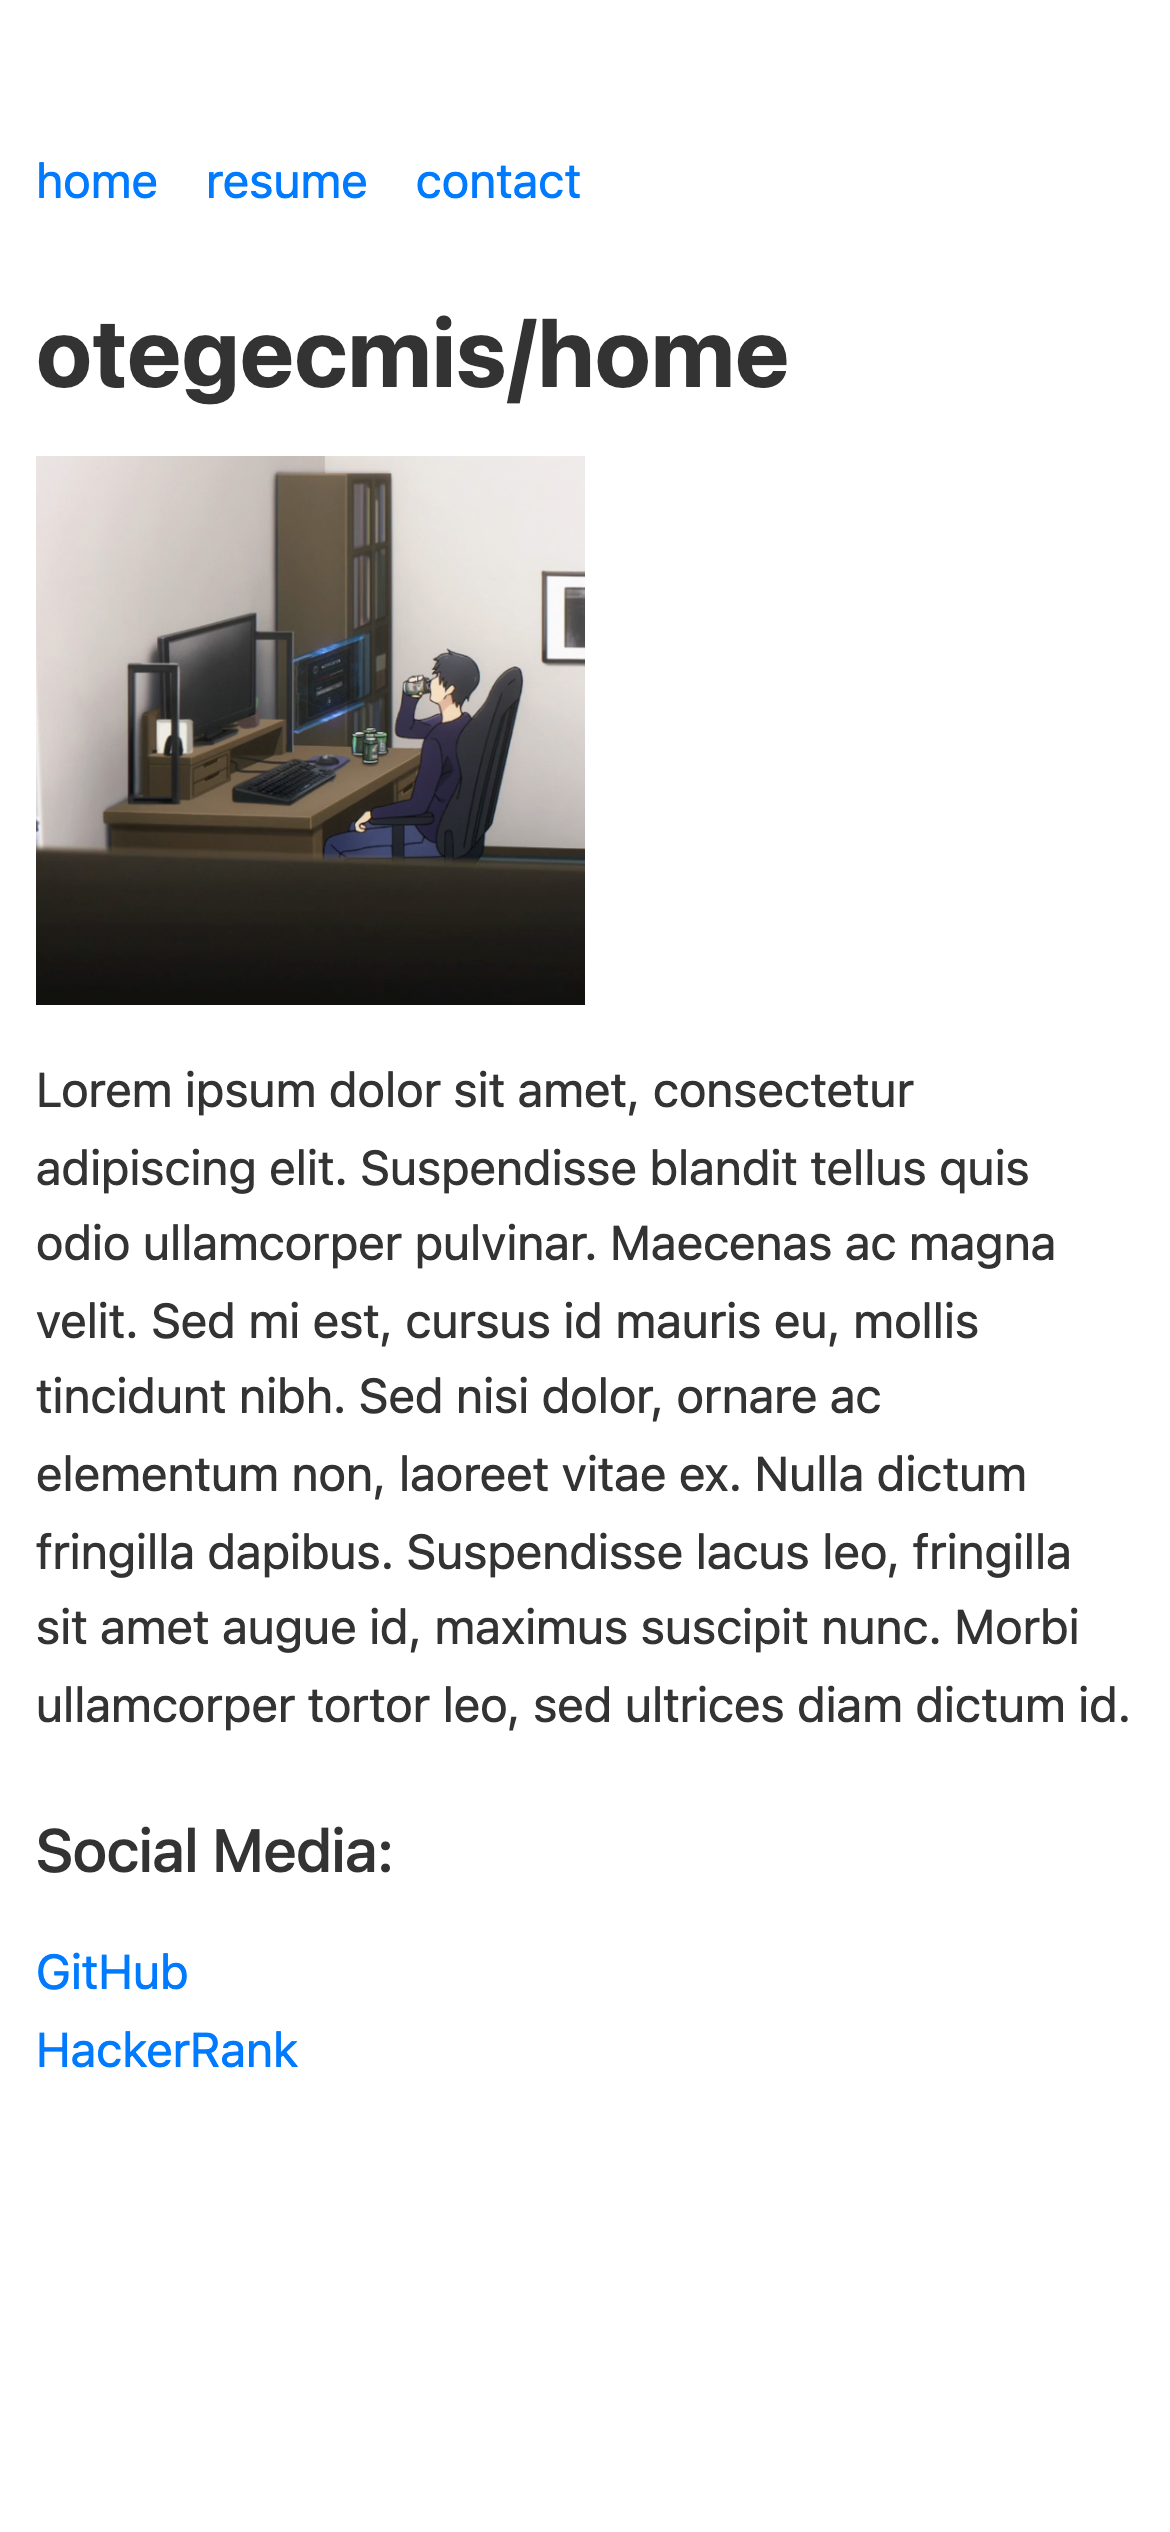 home resume contact
otegecmis/home
Lorem ipsum dolor sit amet, consectetur
adipiscing elit. Suspendisse blandit tellus quis
odio ullamcorper pulvinar. Maecenas ac magna
velit. Sed mi est, cursus id mauris eu, mollis
tincidunt nibh. Sed nisi dolor, ornare ac
elementum non, laoreet vitae ex. Nulla dictum
fringilla dapibus. Suspendisse lacus leo, fringilla
sit amet augue id, maximus suscipit nunc. Morbi
ullamcorper tortor leo, sed ultrices diam dictum id.
Social Media:
GitHub
HackerRank